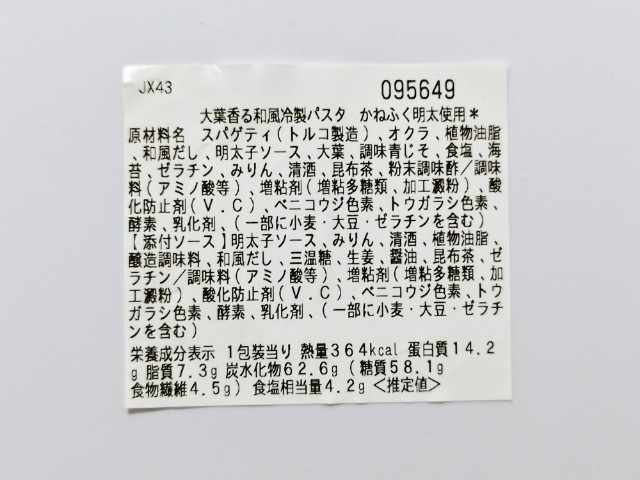 JX43 095649
大葉香る和風冷製パスタ かねふく明太使用＊
原材料名 スパゲティ(トルコ製造)、オクラ、植物油脂
、和風だし、明太子ソース、大葉、調味青じそ、食塩、海
苔、ゼラチン、みりん、清酒、昆布茶、粉末調味酢／調味
料(アミノ酸等)、増粘剤(増粘多糖類、加工澱粉)、酸
化防止剤(V.C)、ベニコウジ色素、トウガラシ色素、
酵素、乳化剤、(一部に小麦・大豆・ゼラチンを含む)
【添付ソース】明太子ソース、みりん、清酒、植物油脂、
醸造調味料、和風だし、三温糖、生姜、醤油、昆布茶、ゼ
ラチン／調味料(アミノ酸等)、増粘剤(増粘多糖類、加
工澱粉)、酸化防止剤(V.C)、ベニコウジ色素、トウ
ガラシ色素、酵素、乳化剤、(一部に小麦・大豆・ゼラチ
ンを含む)
栄養成分表示 1包装当り 熱量364kcal 蛋白質14.2
g 脂質7.3g 炭水化物62.6g(糖質58.1g
食物繊維4.5g) 食塩相当量4.2g <推定値>